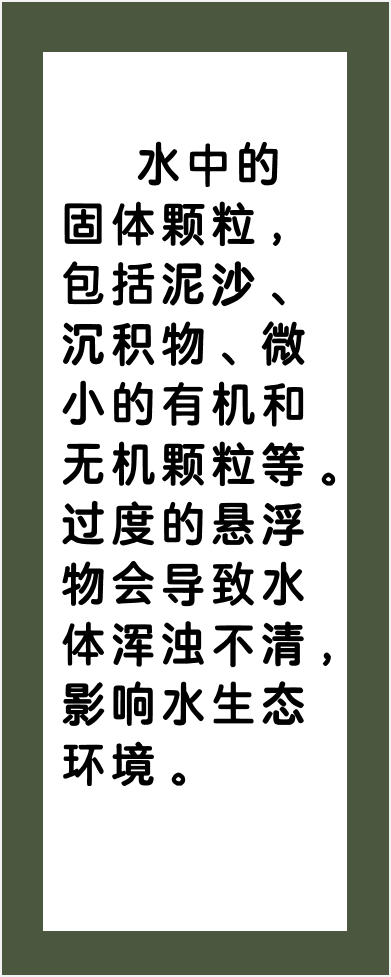 水中的
固体颗粒，
包括泥沙、
沉积物、微
小的有机和
无机颗粒等。
过度的悬浮
物会导致水
体浑浊不清，
影响水生态
环境。